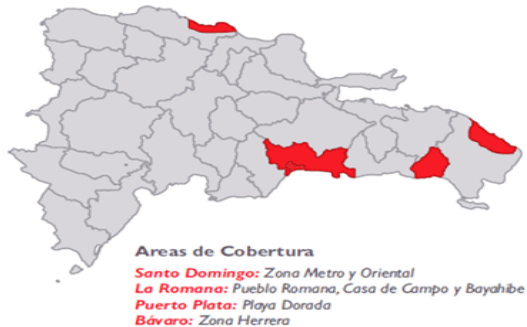 Areas de Cobertura
Santo Domingo: Zona Metro y Oriental
La Romana: Pueblo Romana, Casa de Campo y Bayahibe
Puerto Plata: Playa Dorada
Bávaro: Zona Herrera